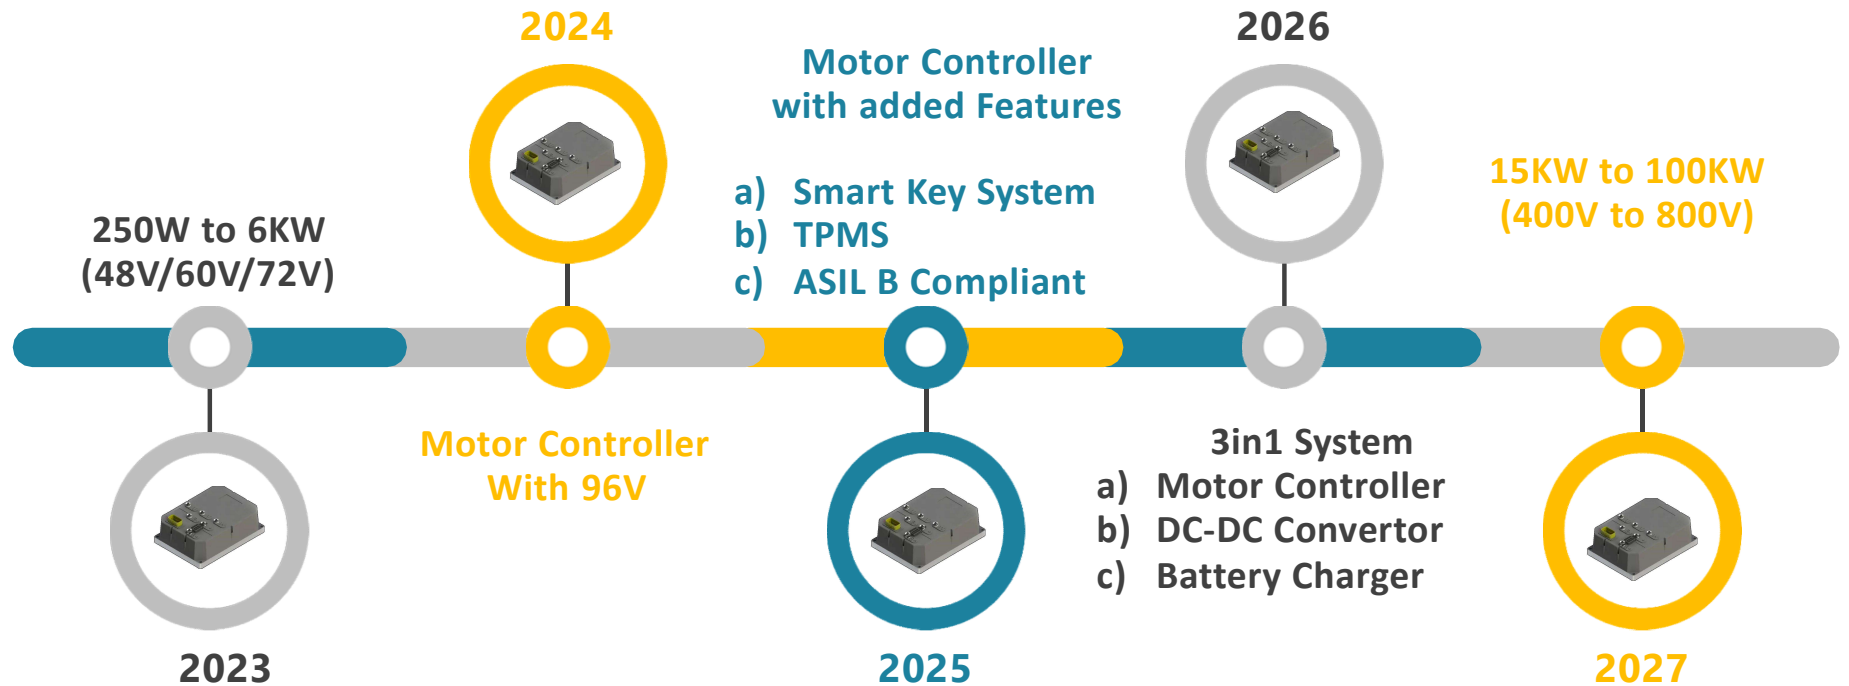 2023
250W to 6KW
(48V/60V/72V)
2024
Motor Controller
With 96V
2025
Motor Controller
with added Features
a) Smart Key System
b) TPMS
c) ASIL B Compliant
2026
3in1 System
a) Motor Controller
b) DC-DC Convertor
c) Battery Charger
2027
15KW to 100KW
(400V to 800V)